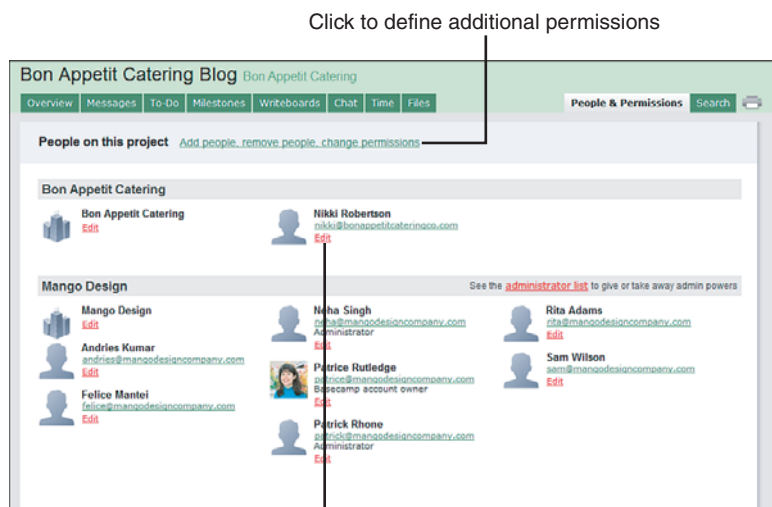 Click to define additional permissions
Bon Appetit Catering Blog Bon Appetit Catering
Overview Messages To-Do Milestones Writeboards Chat Time Files People & Permissions Search
People on this project Add people, remove people, change permissions
Bon Appetit Catering
Bon Appetit Catering
Edit
Nikki Robertson
nikki@bonappetitcateringco.com
Edit
Mango Design See the administrator list to give or take away admin powers
Mango Design
Edit
Andries Kumar
andries@mangodesigncompany.com
Edit
Felice Mantei
felice@mangodesigncompany.com
Edit
Neha Singh
neha@mangodesigncompany.com
Administrator
Edit
Patrice Rutledge
patrice@mangodesigncompany.com
Basecamp account owner
Edit
Patrick Rhone
patrick@mangodesigncompany.com
Administrator
Edit
Rita Adams
rita@mangodesigncompany.com
Edit
Sam Wilson
sam@mangodesigncompany.com
Edit